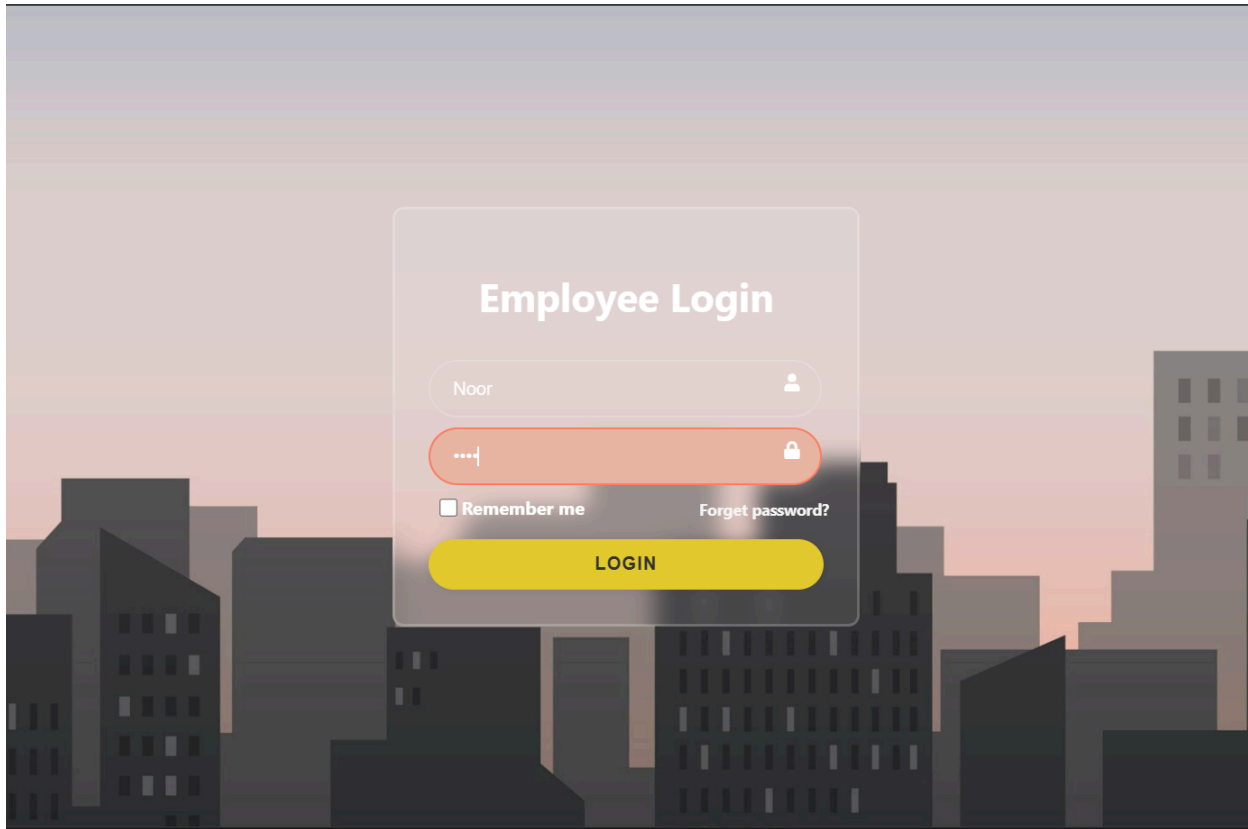 Employee Login
Noor
••••
Remember me
Forget password?
LOGIN